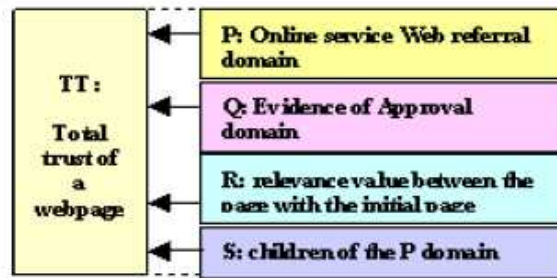 TT:
Total
trust of
a
webpage
P: Online service Web referral
domain
Q: Evidence of Approval
domain
R: relevance value between the
page with the initial page
S: children of the P domain